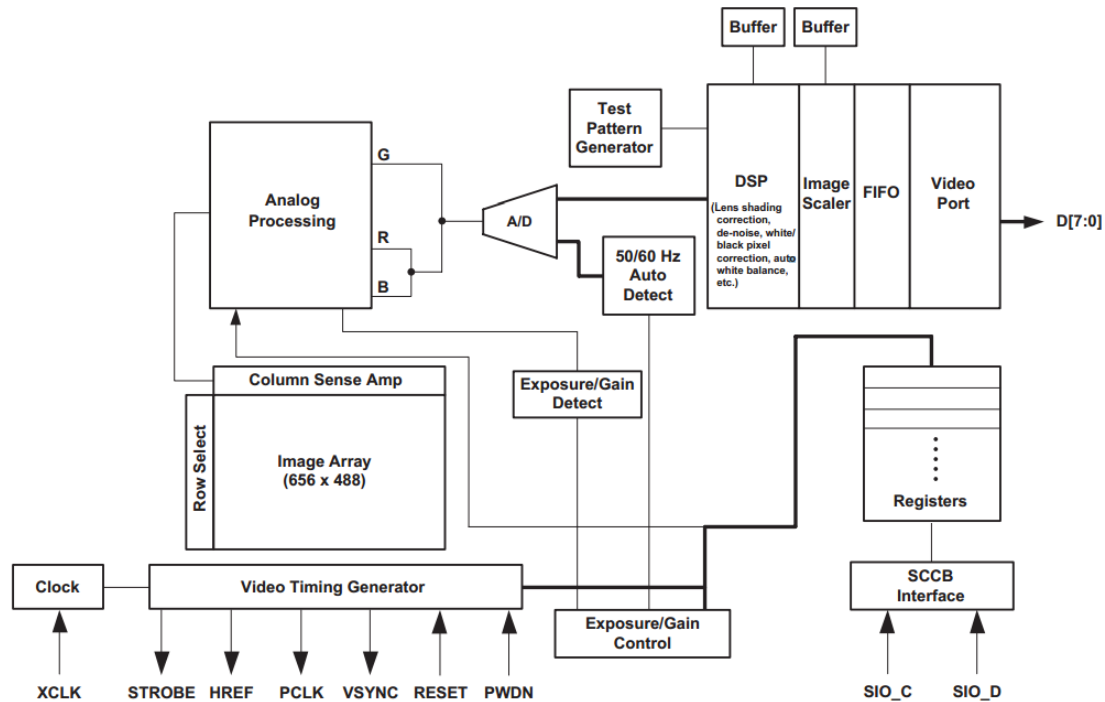 Buffer
Buffer
Test
Pattern
Generator
DSP
(Lens shading
correction,
de-noise, white/
black pixel
correction, auto
white balance,
etc.)
Image
Scaler
FIFO
Video
Port
D[7:0]
Analog
Processing
G
R
B
A/D
50/60 Hz
Auto
Detect
Column Sense Amp
Row Select
Image Array
(656 x 488)
Exposure/Gain
Detect
Registers
Clock
Video Timing Generator
Exposure/Gain
Control
SCCB
Interface
XCLK
STROBE
HREF
PCLK
VSYNC
RESET
PWDN
SIO_C
SIO_D